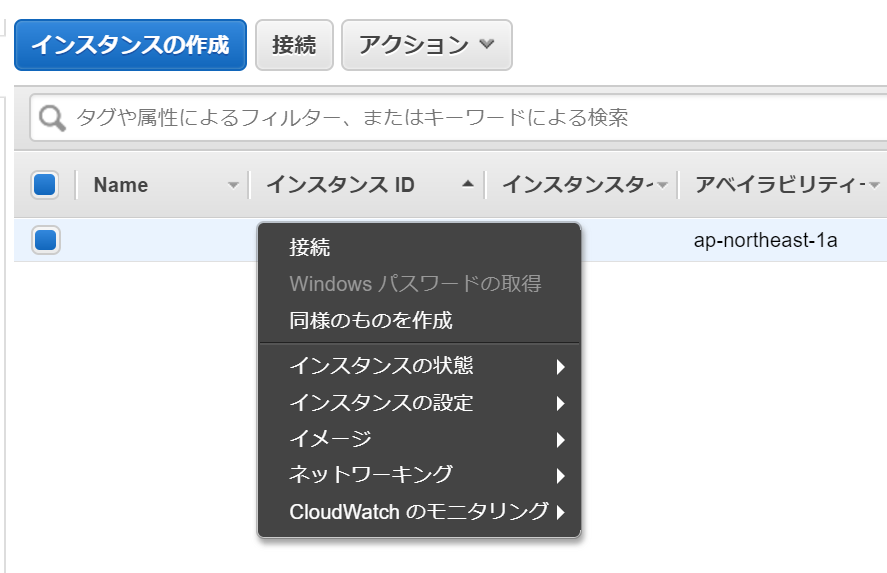 インスタンスの作成 接続 アクション
タグや属性によるフィルター、またはキーワードによる検索
Name インスタンス ID インスタンスタ アベイラビリティ
ap-northeast-1a
接続
Windows パスワードの取得
同様のものを作成
インスタンスの状態
インスタンスの設定
イメージ
ネットワーキング
CloudWatch のモニタリング